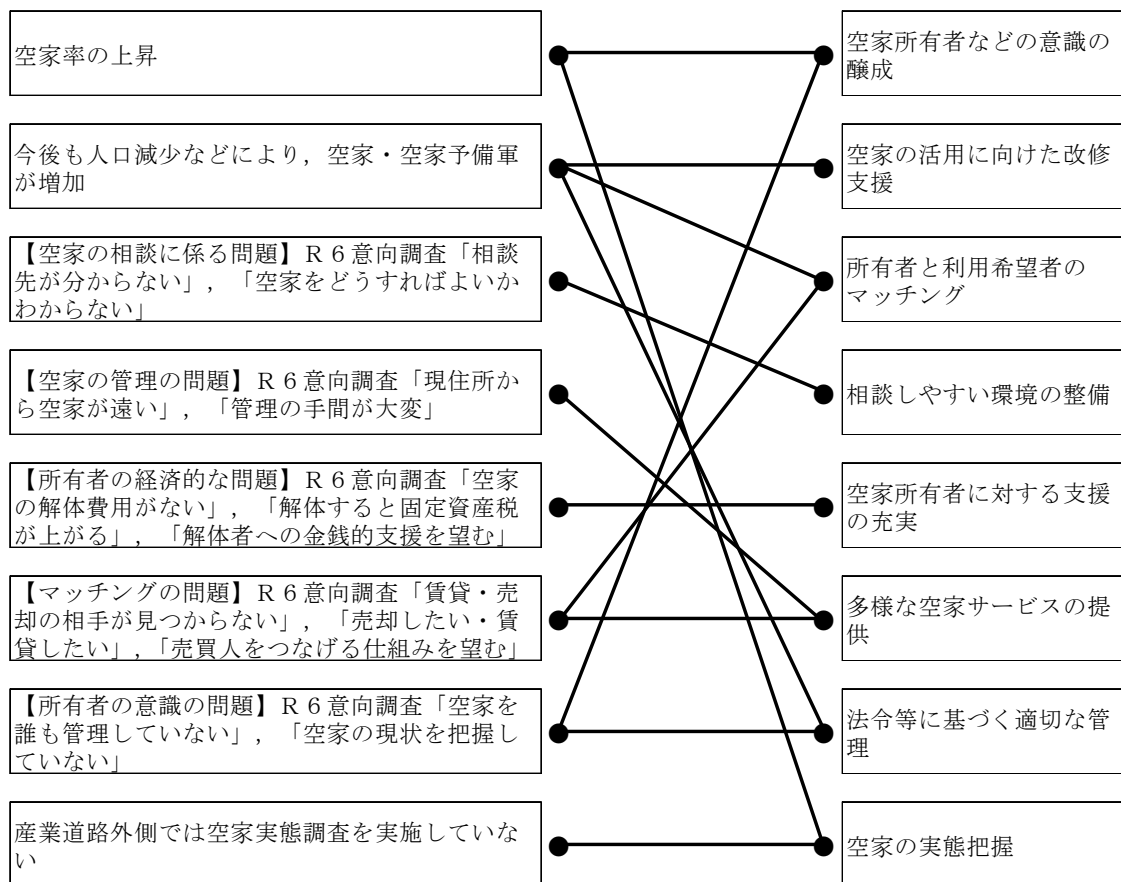 空家率の上昇
今後も人口減少などにより，空家・空家予備軍
が増加
【空家の相談に係る問題】Ｒ６意向調査「相談
先が分からない」，「空家をどうすればよいか
わからない」
【空家の管理の問題】Ｒ６意向調査「現住所か
ら空家が遠い」，「管理の手間が大変」
【所有者の経済的な問題】Ｒ６意向調査「空家
の解体費用がない」，「解体すると固定資産税
が上がる」，「解体者への金銭的支援を望む」
【マッチングの問題】Ｒ６意向調査「賃貸・売
却の相手が見つからない」，「売却したい・賃
貸したい」，「売買人をつなげる仕組みを望む」
【所有者の意識の問題】Ｒ６意向調査「空家を
誰も管理していない」，「空家の現状を把握し
ていない」
産業道路外側では空家実態調査を実施していな
い
空家所有者などの意識の
醸成
空家の活用に向けた改修
支援
所有者と利用希望者の
マッチング
相談しやすい環境の整備
空家所有者に対する支援
の充実
多様な空家サービスの提
供
法令等に基づく適切な管
理
空家の実態把握